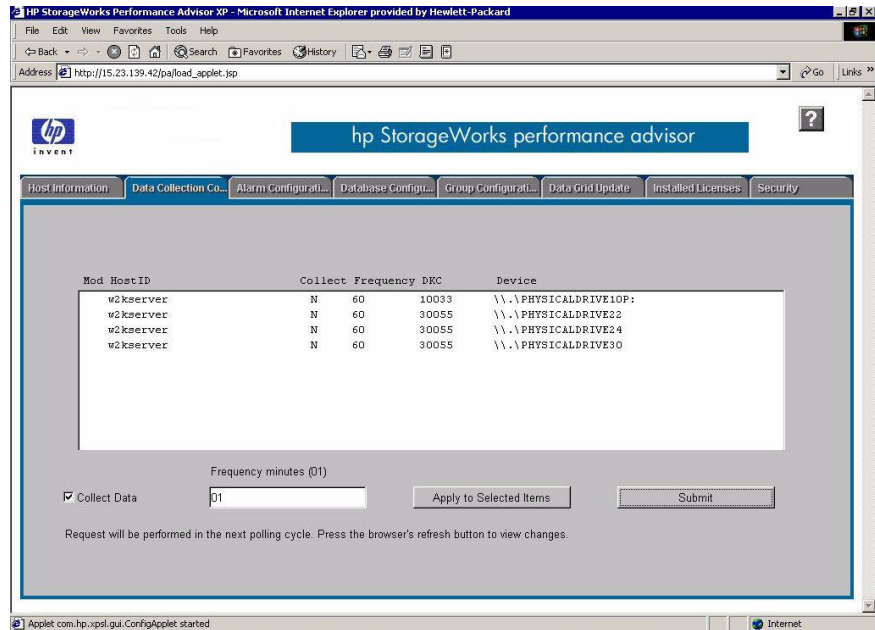 HP StorageWorks Performance Advisor XP - Microsoft Internet Explorer provided by Hewlett-Packard
File Edit View Favorites Tools Help
Back Search Favorites History
Address http://15.23.139.42/pa/load_applet.jsp Go Links »
hp
invent
hp StorageWorks performance advisor
?
Host Information Data Collection Co... Alarm Configurati... Database Configu... Group Configurati... Data Grid Update Installed Licenses Security
Mod HostID Collect Frequency DKC Device
w2kserver N 60 10033 \\.\PHYSICALDRIVE10P:
w2kserver N 60 30055 \\.\PHYSICALDRIVE22
w2kserver N 60 30055 \\.\PHYSICALDRIVE24
w2kserver N 60 30055 \\.\PHYSICALDRIVE30
Frequency minutes (01)
Collect Data 01 Apply to Selected Items Submit
Request will be performed in the next polling cycle. Press the browser's refresh button to view changes.
Applet com.hp.xpsl.gui.ConfigApplet started Internet